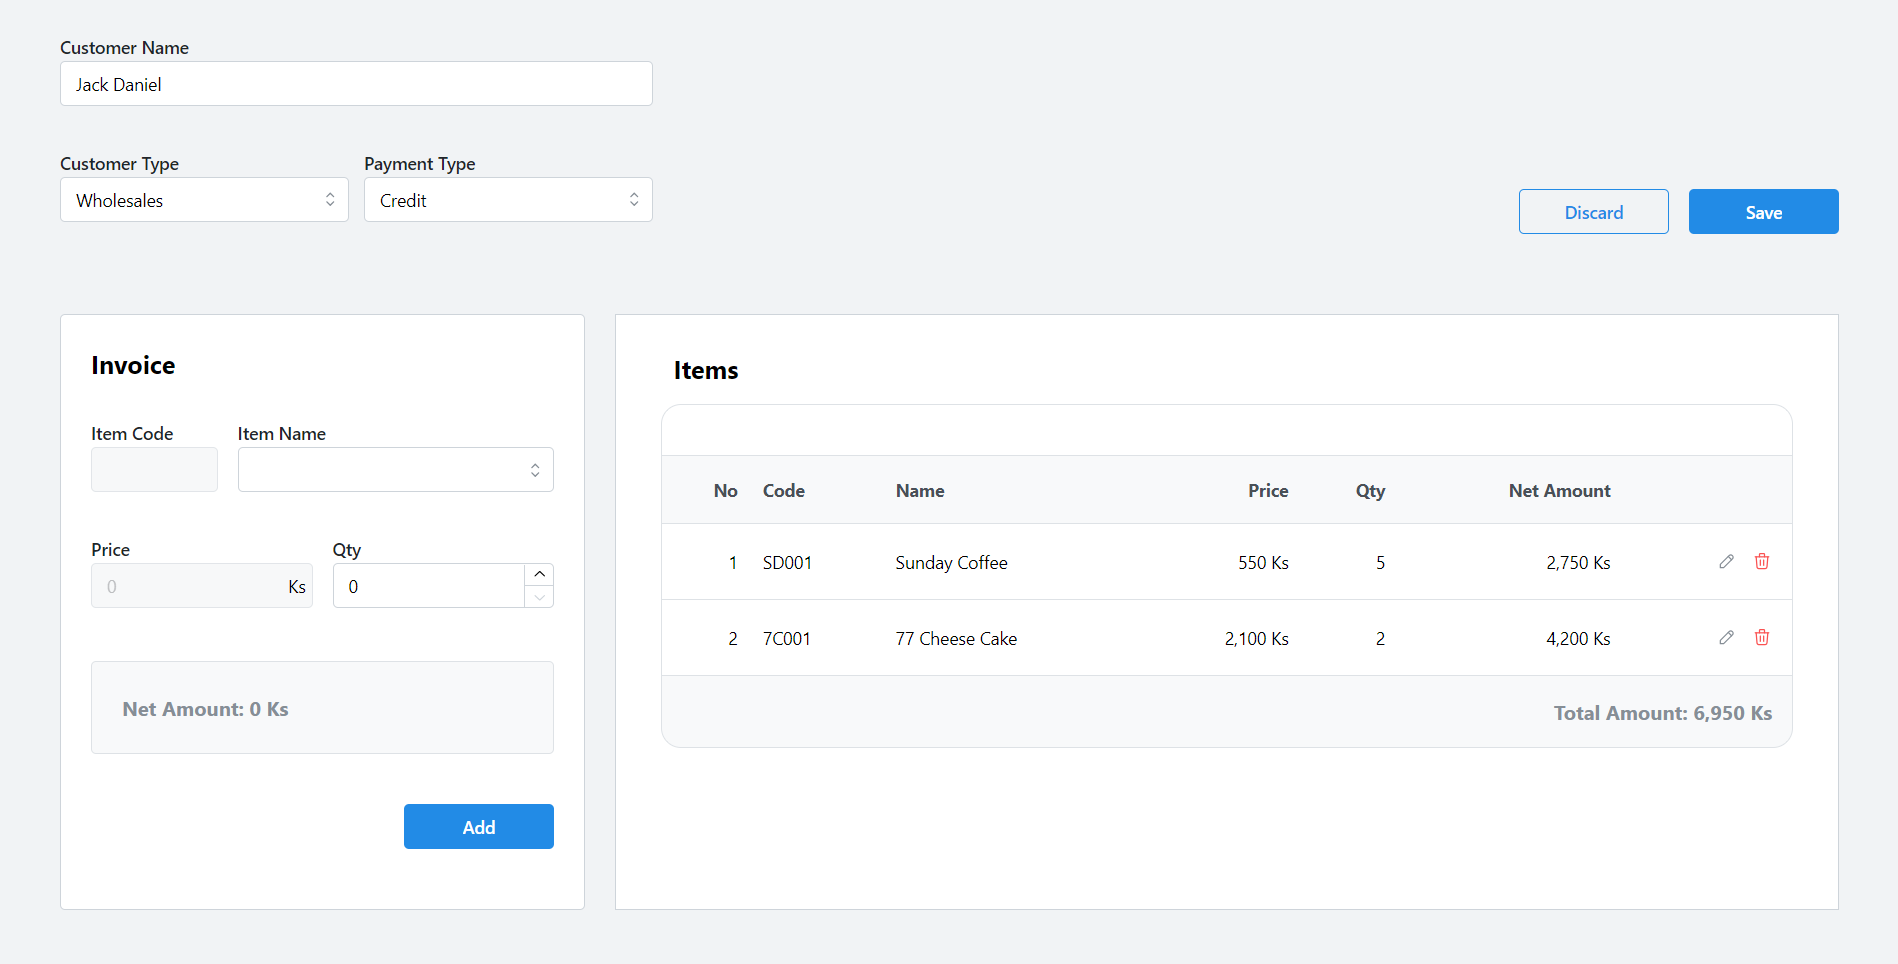 Customer Name
Jack Daniel
Customer Type Payment Type
Wholesales Credit
Discard Save
Invoice
Item Code Item Name
Price Qty
0 Ks 0
Net Amount: 0 Ks
Add
Items
No Code Name Price Qty Net Amount
1 SD001 Sunday Coffee 550 Ks 5 2,750 Ks
2 7C001 77 Cheese Cake 2,100 Ks 2 4,200 Ks
Total Amount: 6,950 Ks